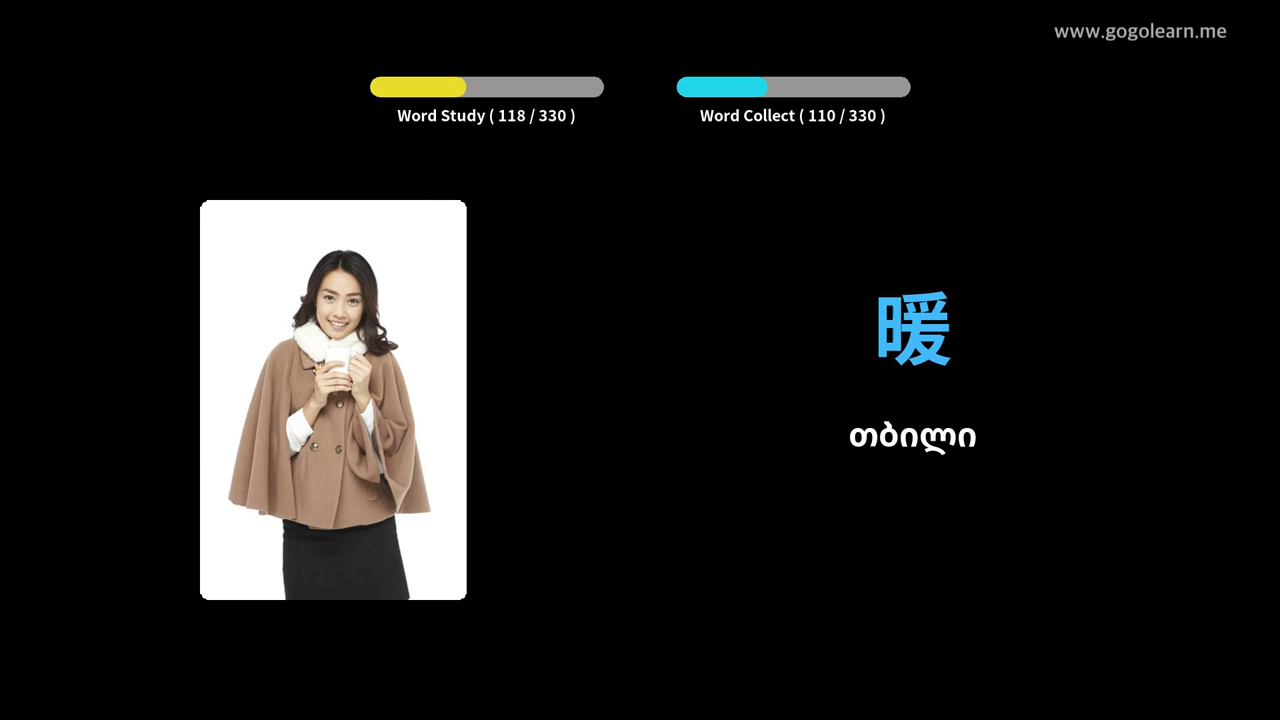 www.gogolearn.me
Word Study ( 118 / 330 )
Word Collect ( 110 / 330 )
暖
თბილი